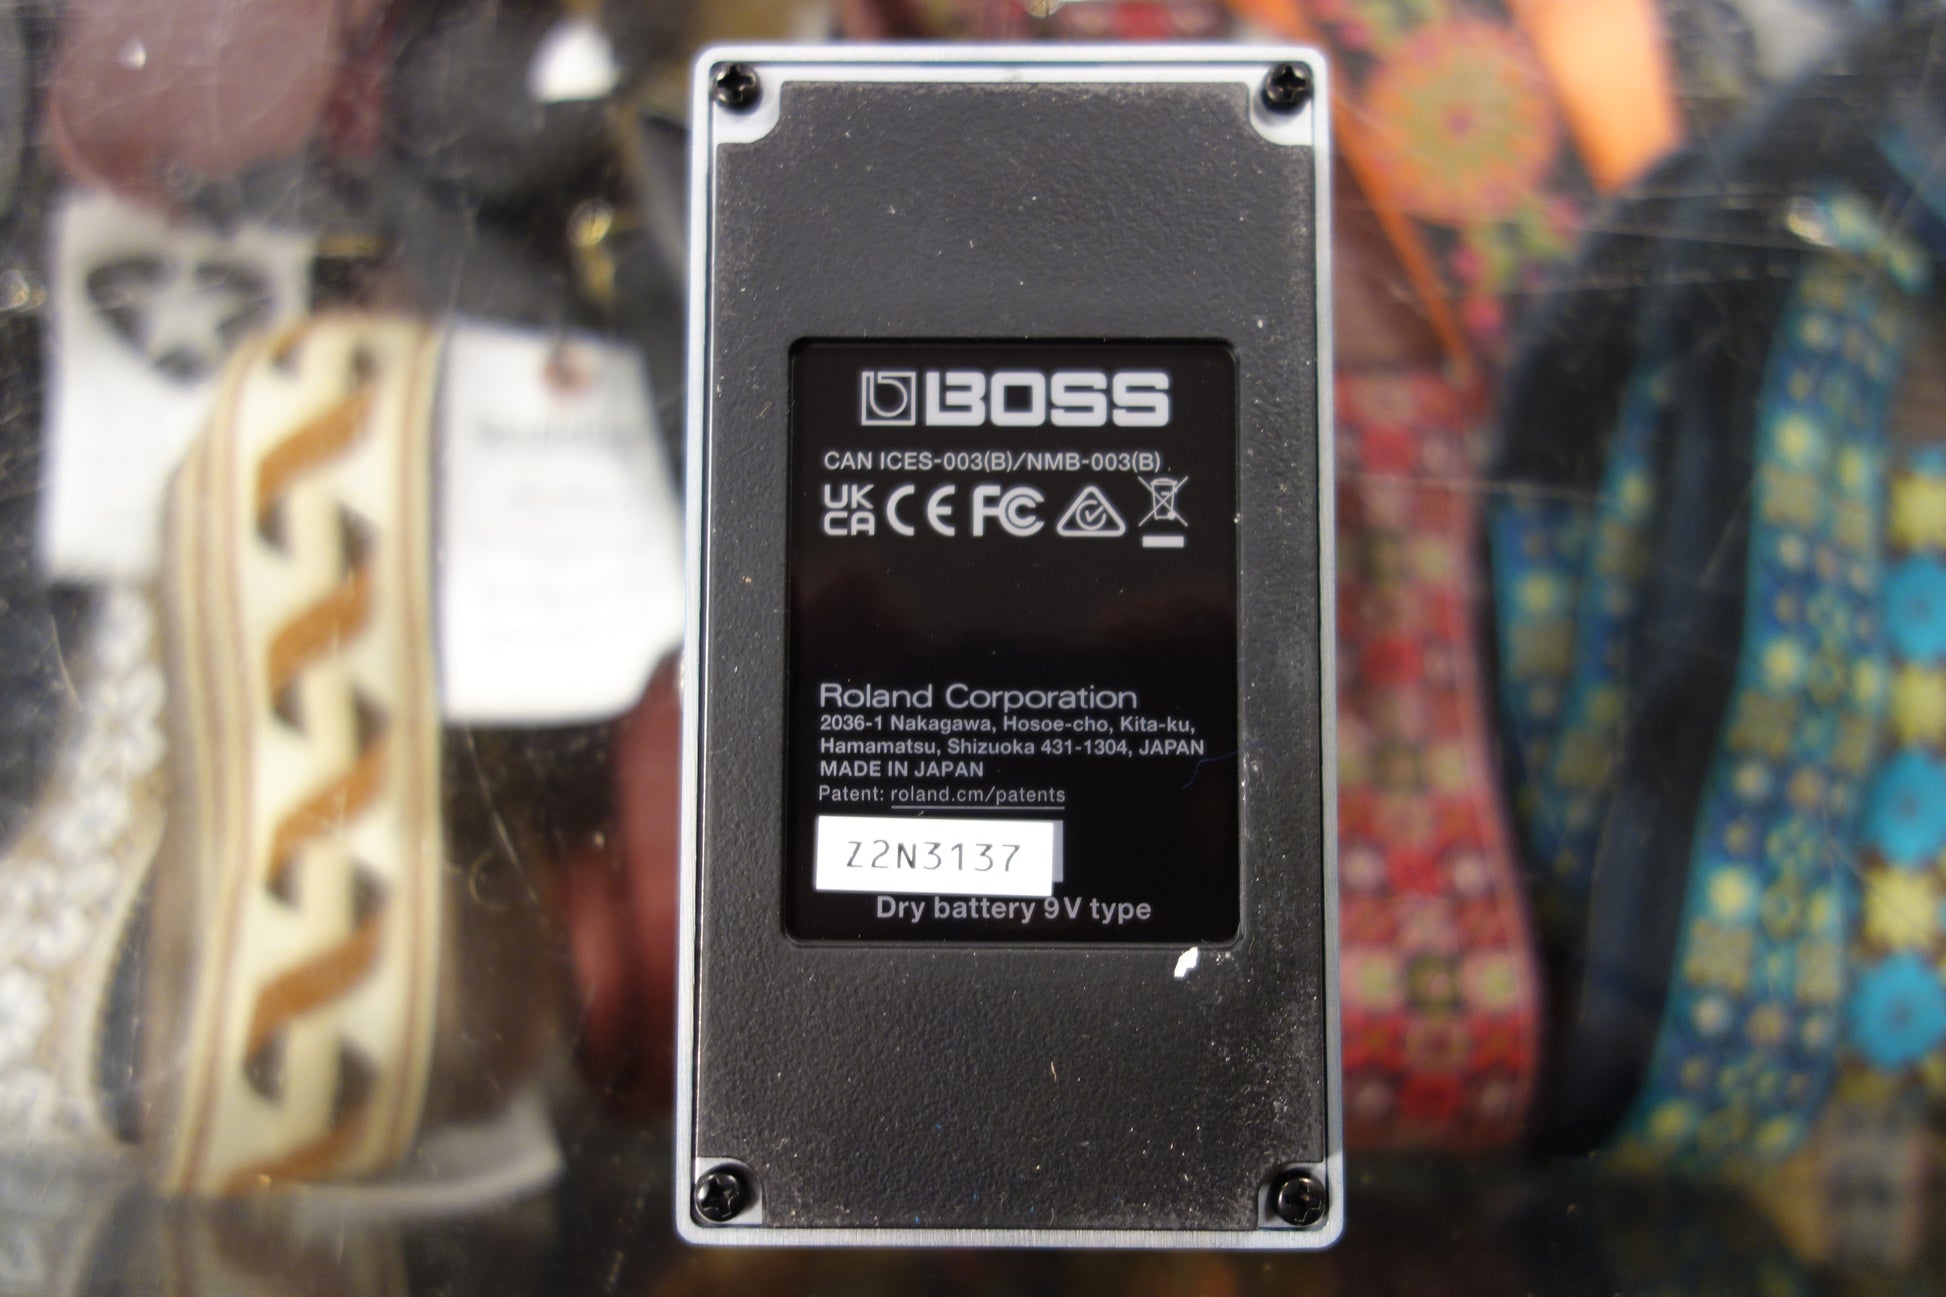 BOSS
CAN ICES-003(B)/NMB-003(B)
UK CA CE FC
Roland Corporation
2036-1 Nakagawa, Hosoe-cho, Kita-ku,
Hamamatsu, Shizuoka 431-1304, JAPAN
MADE IN JAPAN
Patent: roland.cm/patents
Z2N3137
Dry battery 9V type